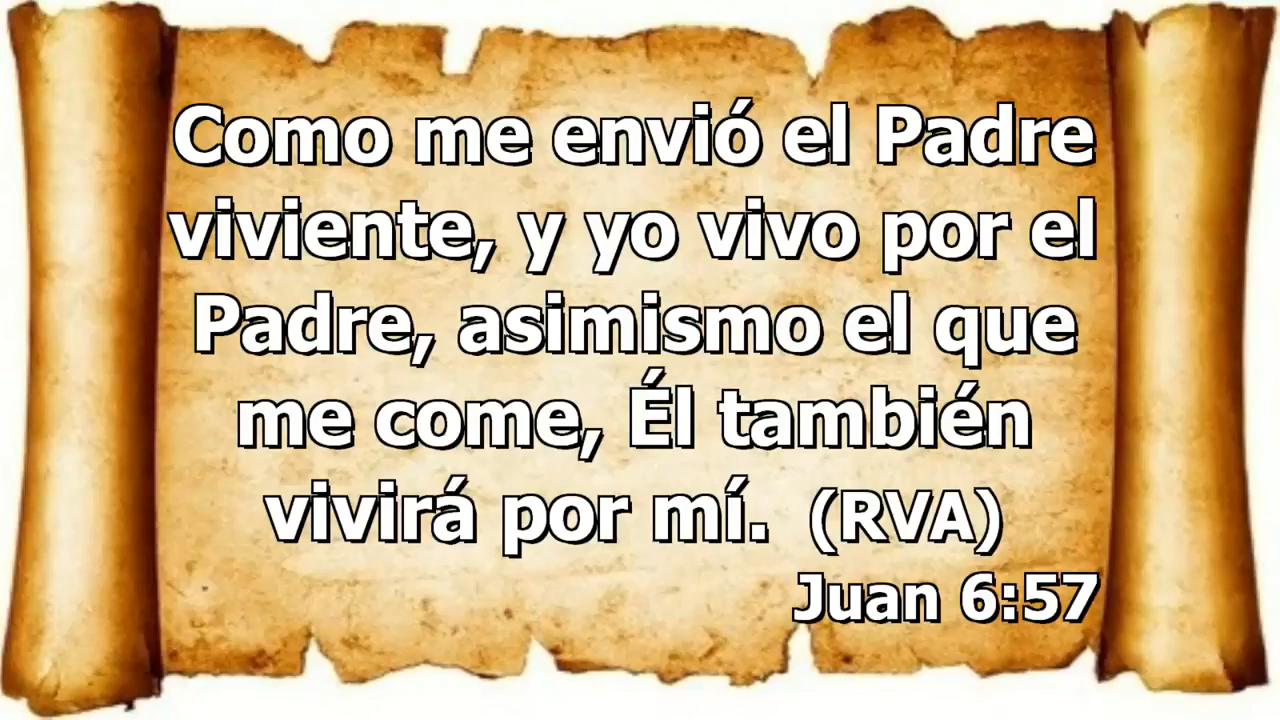 Como me envió el Padre
viviente, y yo vivo por el
Padre, asimismo el que
me come, Él también
vivirá por mí. (RVA)
Juan 6:57